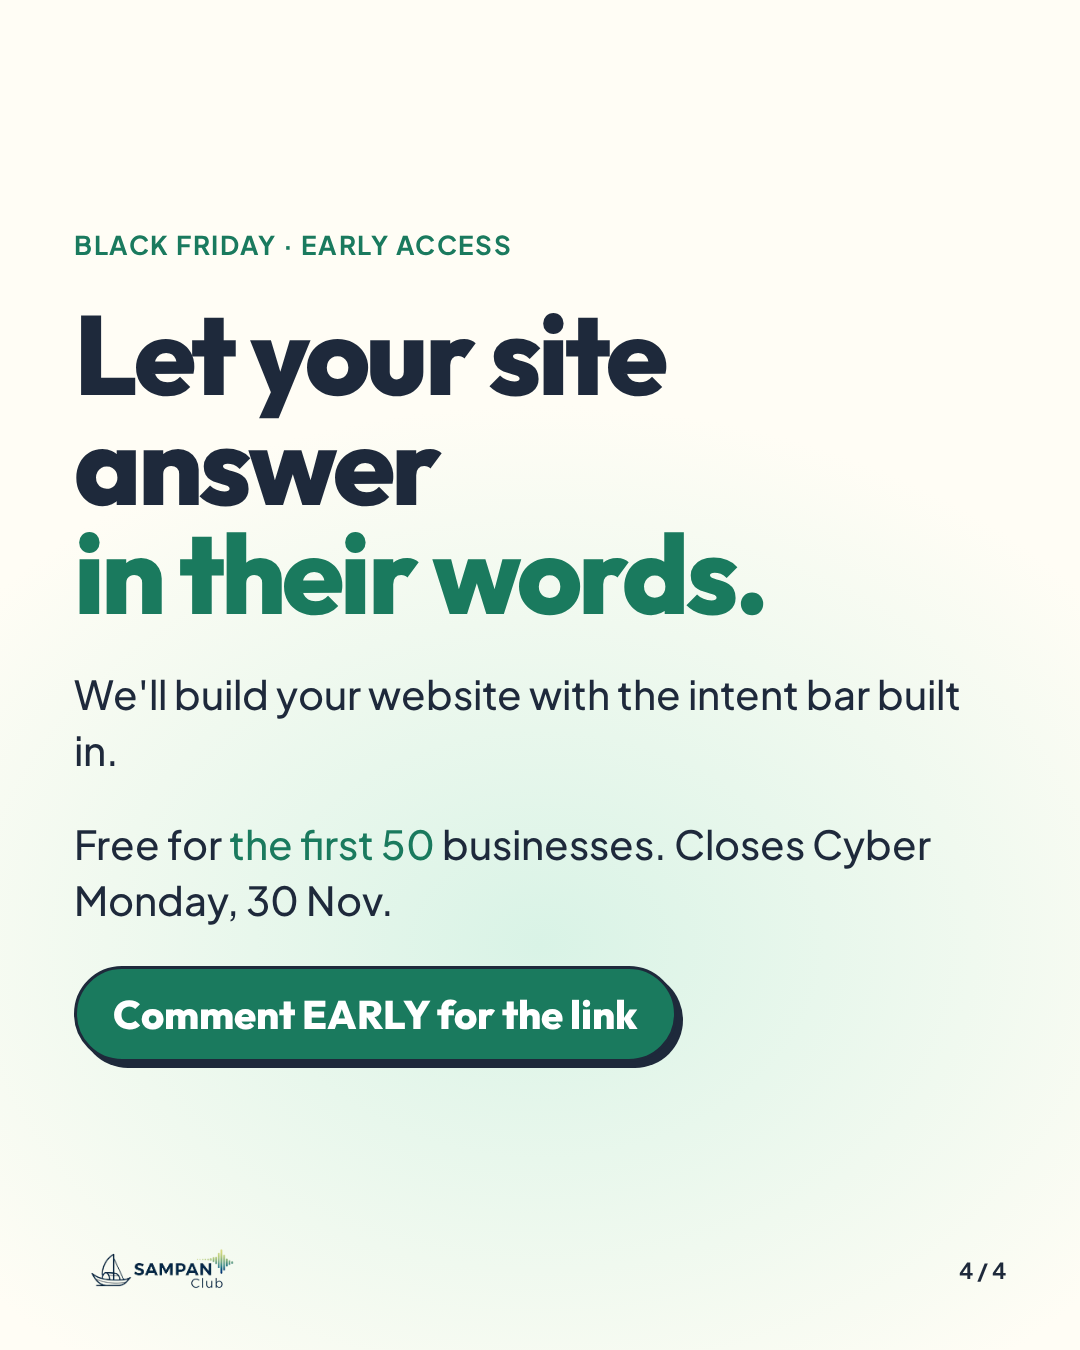 BLACK FRIDAY · EARLY ACCESS
Let your site
answer
in their words.
We'll build your website with the intent bar built
in.
Free for the first 50 businesses. Closes Cyber
Monday, 30 Nov.
Comment EARLY for the link
SAMPAN
Club
4 / 4